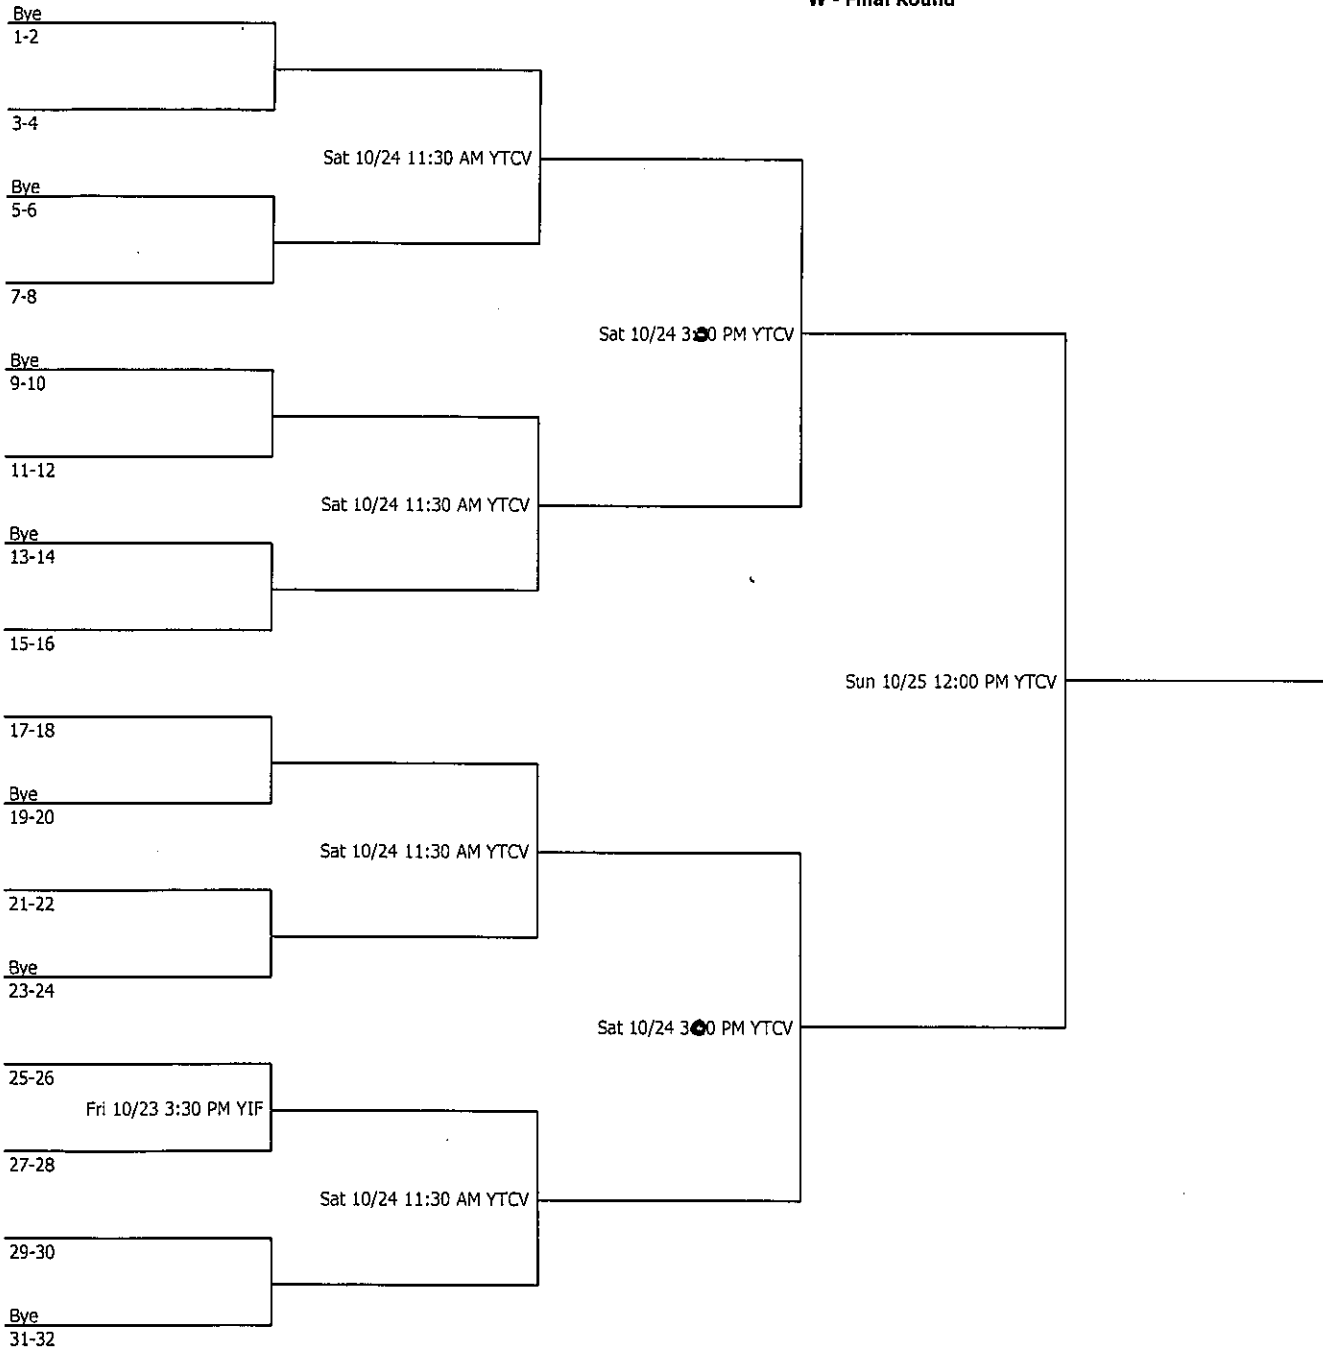 W - Final Round
Bye
1-2
3-4
Sat 10/24 11:30 AM YTCV
Bye
5-6
7-8
Sat 10/24 PM YTCV
Bye
9-10
11-12
Sat 10/24 11:30 AM YTCV
Bye
13-14
15-16
Sun 10/25 12:00 PM YTCV
17-18
Bye
19-20
Sat 10/24 11:30 AM YTCV
21-22
Bye
23-24
Sat 10/24 PM YTCV
25-26
Fri 10/23 3:30 PM YIF
27-28
Sat 10/24 11:30 AM YTCV
29-30
Bye
31-32